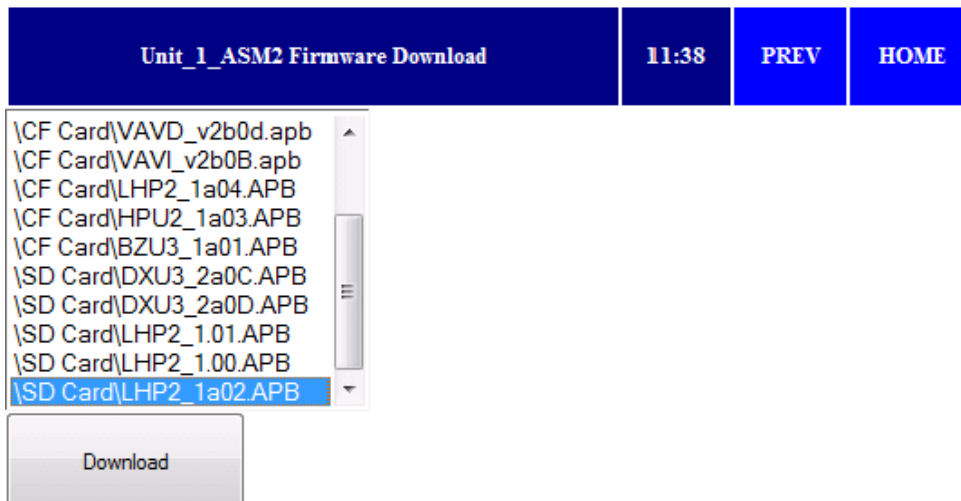 Unit_1_ASM2 Firmware Download 11:38 PREV HOME
\CF Card\VAVD_v2b0d.apb
\CF Card\VAVI_v2b0B.apb
\CF Card\LHP2_1a04.APB
\CF Card\HPU2_1a03.APB
\CF Card\BZU3_1a01.APB
\SD Card\DXU3_2a0C.APB
\SD Card\DXU3_2a0D.APB
\SD Card\LHP2_1.01.APB
\SD Card\LHP2_1.00.APB
\SD Card\LHP2_1a02.APB
Download